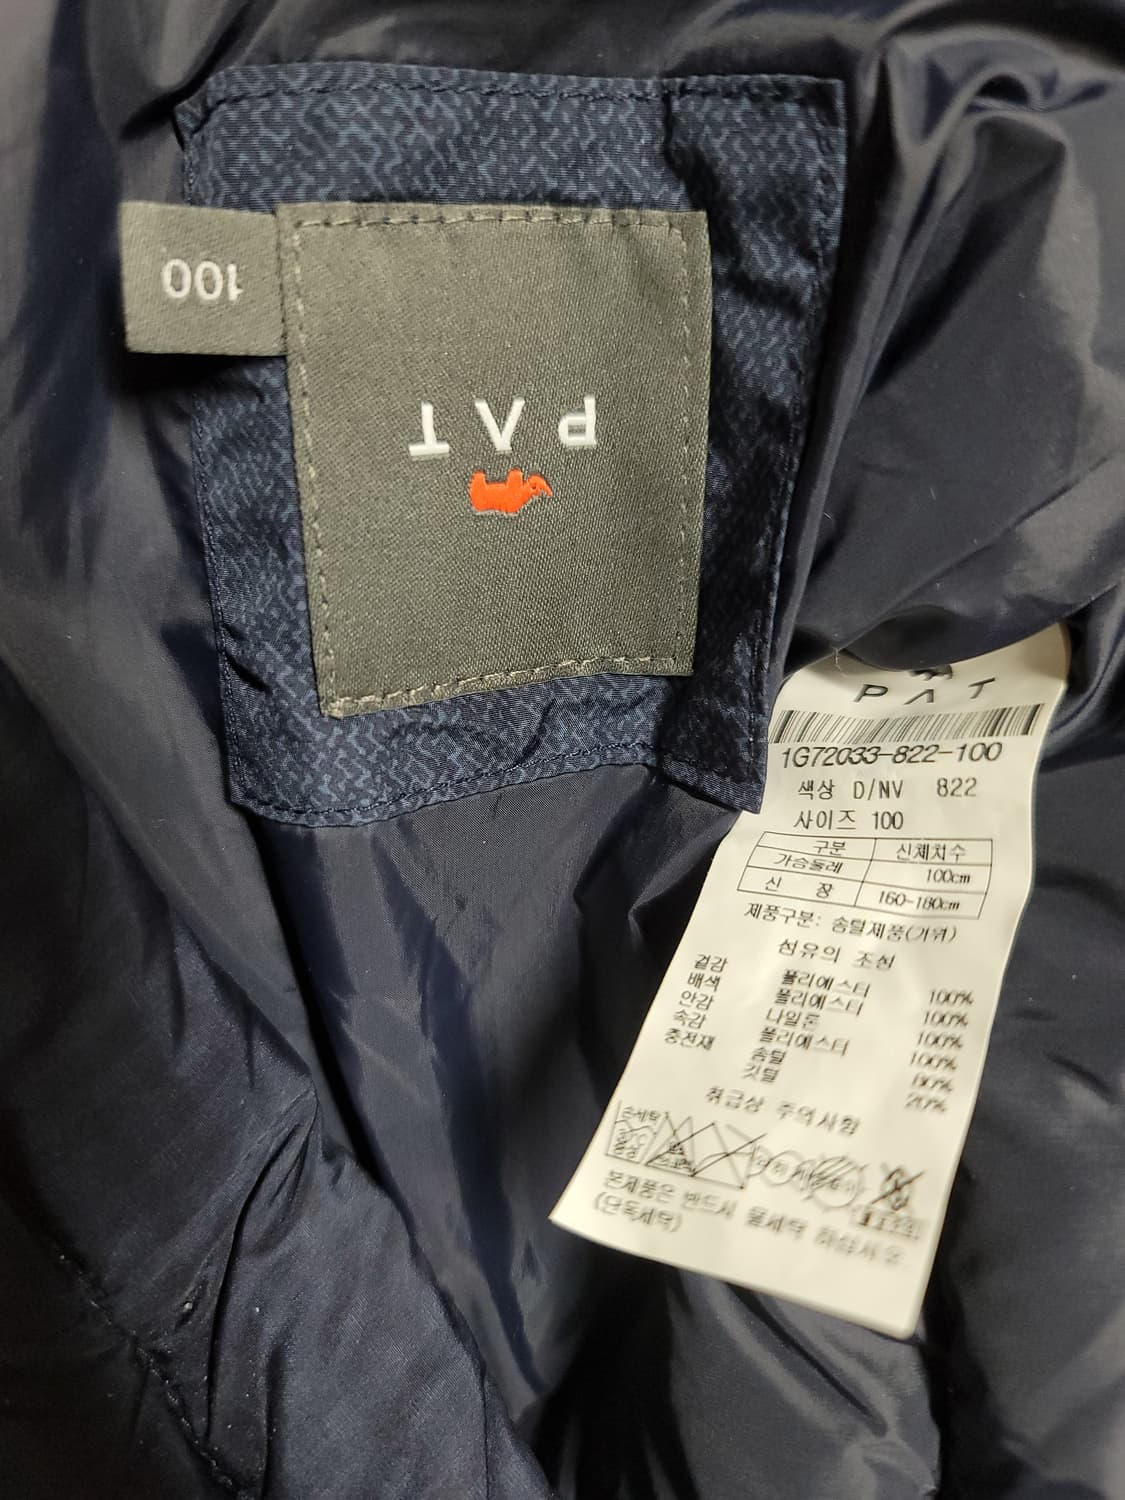 100
PAT
PAT
1G72033-822-100
색상 D/NV 822
사이즈 100
구분 신체치수
가슴둘레 100cm
신 장 160-180cm
제품구분: 솜털제품(거위)
섬유의 조성
겉감 폴리에스터 100%
배색 폴리에스터 100%
안감 나일론 100%
속감 폴리에스터 100%
충전재 솜털 80%
깃털 20%
취급상 주의사항
손세탁
본제품은 반드시 물세탁 하십시오
(단독세탁)